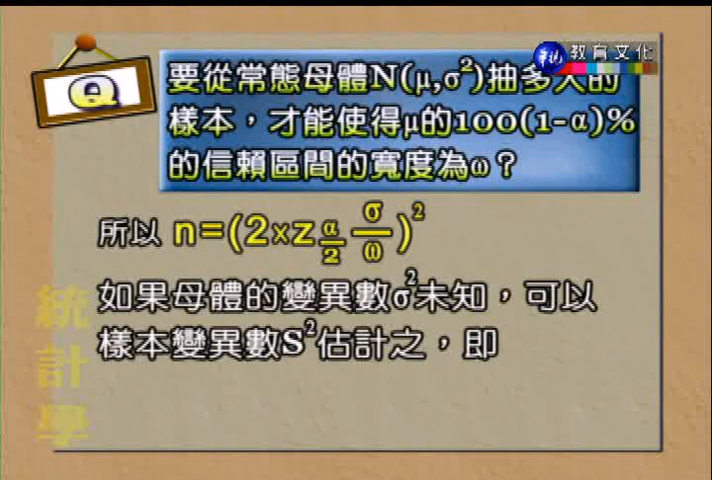 華視 教育文化
Q
要從常態母體N(μ,σ²)抽多大的
樣本，才能使得μ的100(1-α)%
的信賴區間的寬度為ω？
所以 n=(2×z α/2 σ/ω)²
如果母體的變異數σ²未知，可以
樣本變異數S²估計之，即
統計學